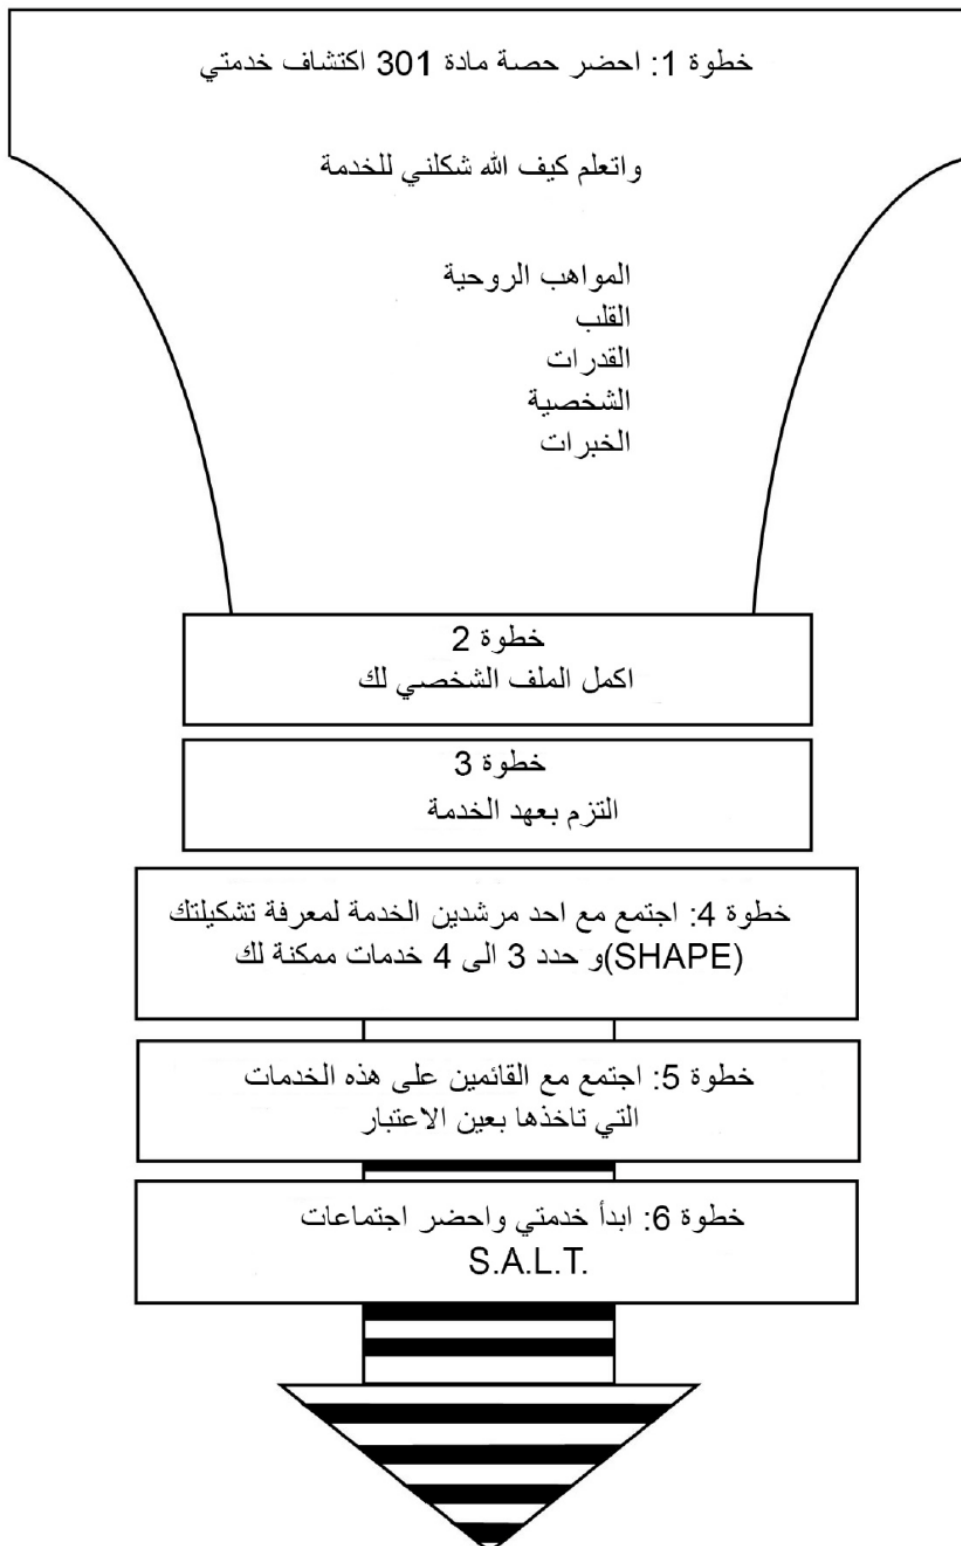 خطوة 1: احضر حصة مادة 301 اكتشاف خدمتي
واتعلم كيف الله شكلني للخدمة
المواهب الروحية
القلب
القدرات
الشخصية
الخبرات
خطوة 2
اكمل الملف الشخصي لك
خطوة 3
التزم بعهد الخدمة
خطوة 4: اجتمع مع احد مرشدين الخدمة لمعرفة تشكيلتك
(SHAPE)و حدد 3 الى 4 خدمات ممكنة لك
خطوة 5: اجتمع مع القائمين على هذه الخدمات
التي تاخذها بعين الاعتبار
خطوة 6: ابدأ خدمتي واحضر اجتماعات
S.A.L.T.